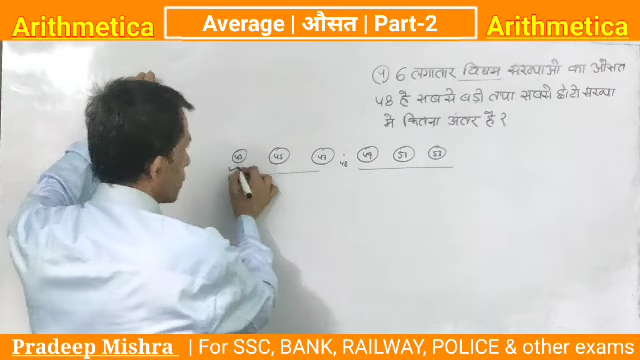 Arithmetica
Average | औसत | Part-2
Arithmetica
(५) 6 लगातार विषम संख्याओ का औसत
48 है सबसे बड़ी तथा सबसे छोटी संख्या
मे कितना अंतर है?
43 45 47 . 49 51 53
48
Pradeep Mishra | For SSC, BANK, RAILWAY, POLICE & other exams